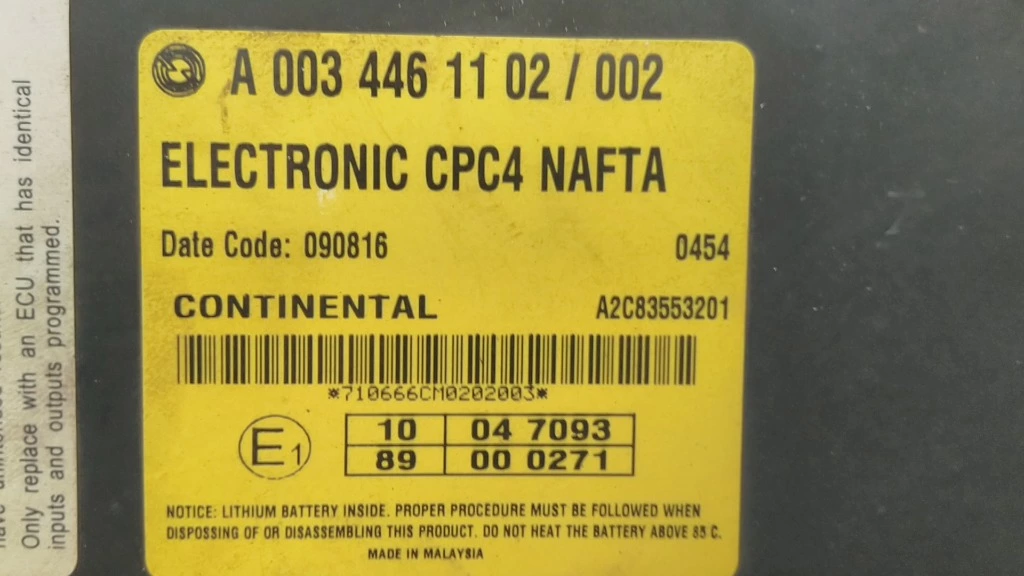 A 003 446 11 02 / 002
ELECTRONIC CPC4 NAFTA
Date Code: 090816 0454
CONTINENTAL A2C83553201
*710666CM0202003*
E1
10 04 7093
89 00 0271
NOTICE: LITHIUM BATTERY INSIDE. PROPER PROCEDURE MUST BE FOLLOWED WHEN
DISPOSSING OF OR DISASSEMBLING THIS PRODUCT. DO NOT HEAT THE BATTERY ABOVE 85 C.
MADE IN MALAYSIA
Only replace with an ECU that has identical
inputs and outputs programmed.